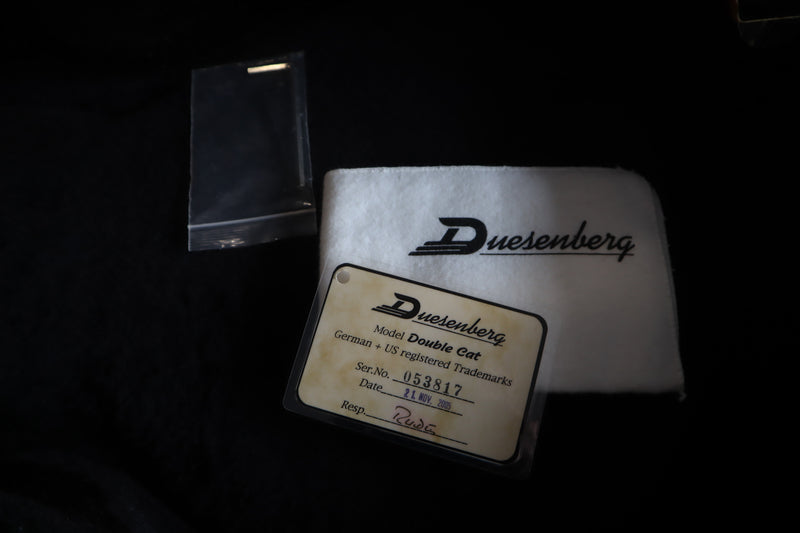 Duesenberg
Duesenberg
Model Double Cat
German + US registered Trademarks
Ser.No. 053817
Date 21. NOV. 2005
Resp.